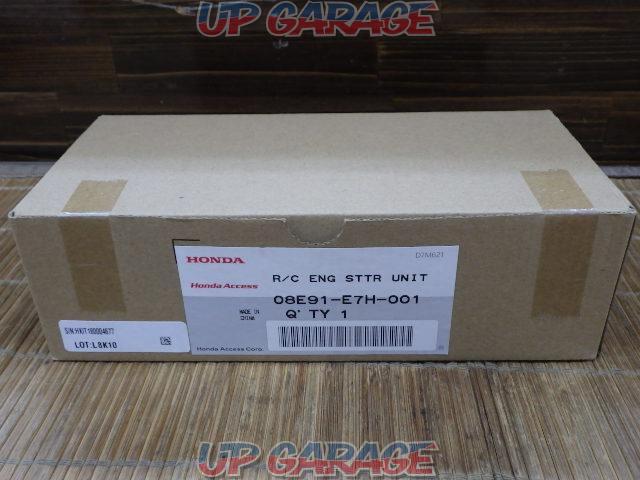 UP GARAGE
HONDA
Honda Access
D7M621
R/C ENG STTR UNIT
08E91-E7H-001
MADE IN
CHINA
Q'TY 1
Honda Access Corp.
S/N:HKIT180004677
LOT:L8K10
UP GARAGE